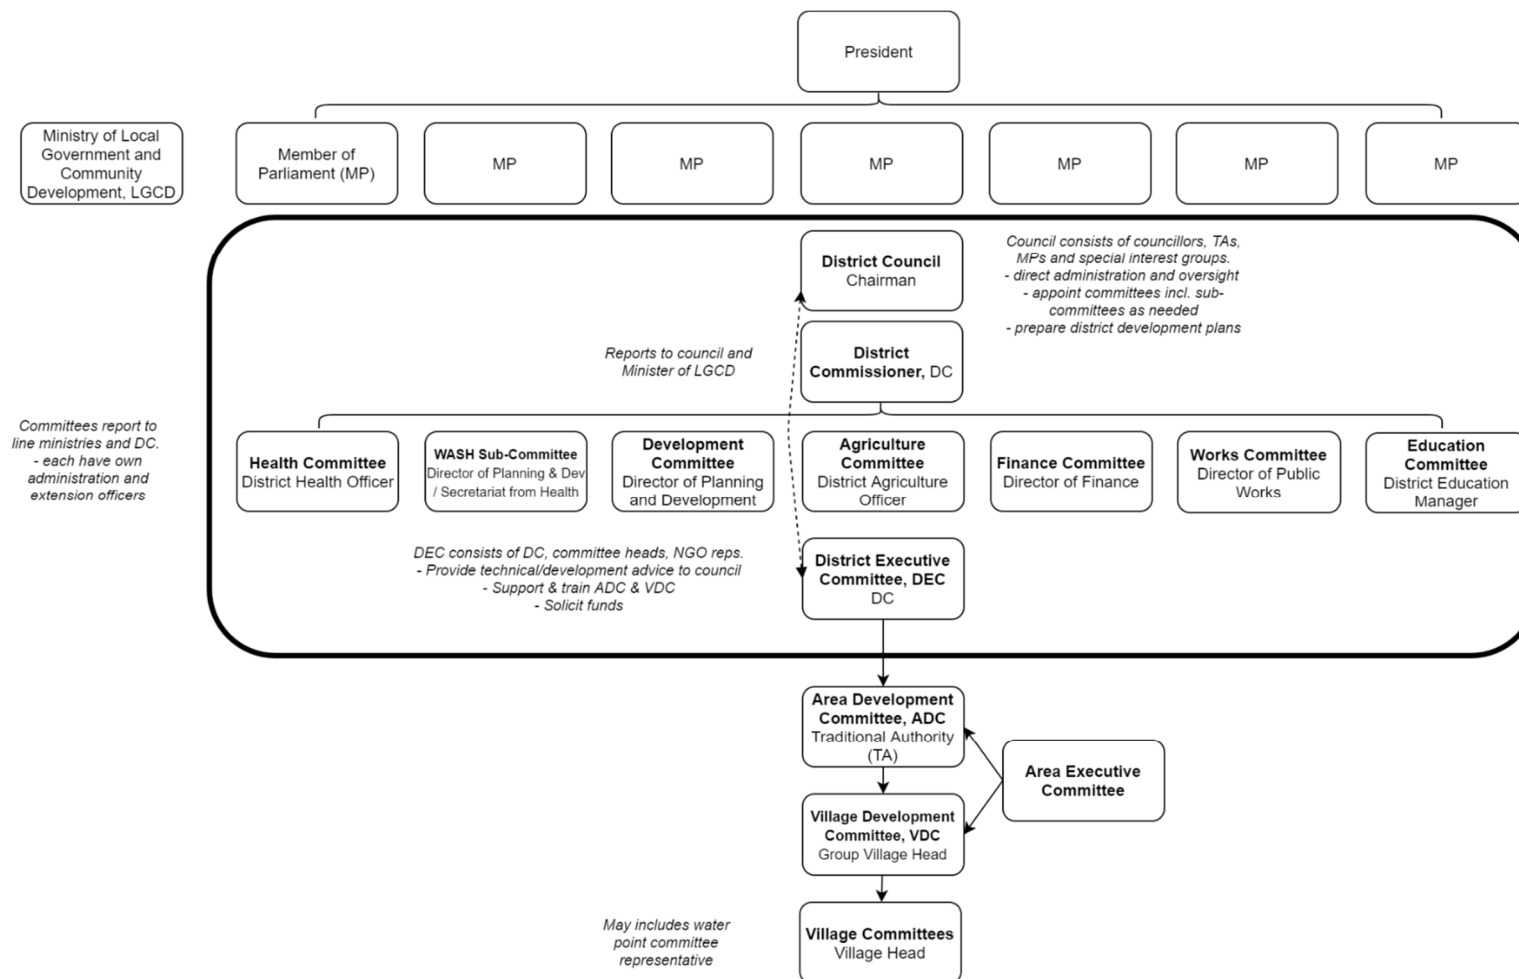 President
Ministry of Local
Government and
Community
Development, LGCD
Member of
Parliament (MP)
MP
MP
MP
MP
MP
MP
District Council
Chairman
Council consists of councillors, TAs,
MPs and special interest groups.
- direct administration and oversight
- appoint committees incl. sub-
committees as needed
- prepare district development plans
Reports to council and
Minister of LGCD
District
Commissioner, DC
Committees report to
line ministries and DC.
- each have own
administration and
extension officers
Health Committee
District Health Officer
WASH Sub-Committee
Director of Planning & Dev
/ Secretariat from Health
Development
Committee
Director of Planning
and Development
Agriculture
Committee
District Agriculture
Officer
Finance Committee
Director of Finance
Works Committee
Director of Public
Works
Education
Committee
District Education
Manager
DEC consists of DC, committee heads, NGO reps.
- Provide technical/development advice to council
- Support & train ADC & VDC
- Solicit funds
District Executive
Committee, DEC
DC
Area Development
Committee, ADC
Traditional Authority
(TA)
Area Executive
Committee
Village Development
Committee, VDC
Group Village Head
May includes water
point committee
representative
Village Committees
Village Head